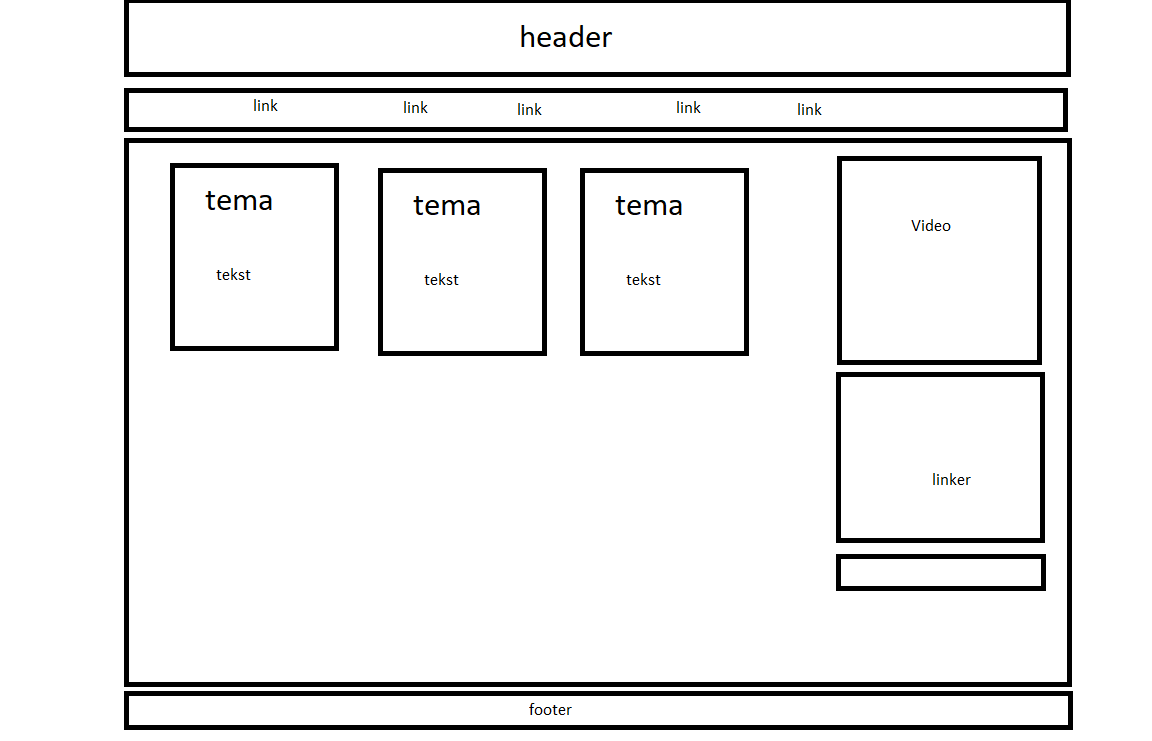 header
link link link link link
tema tema tema
Video
tekst tekst tekst
linker
footer